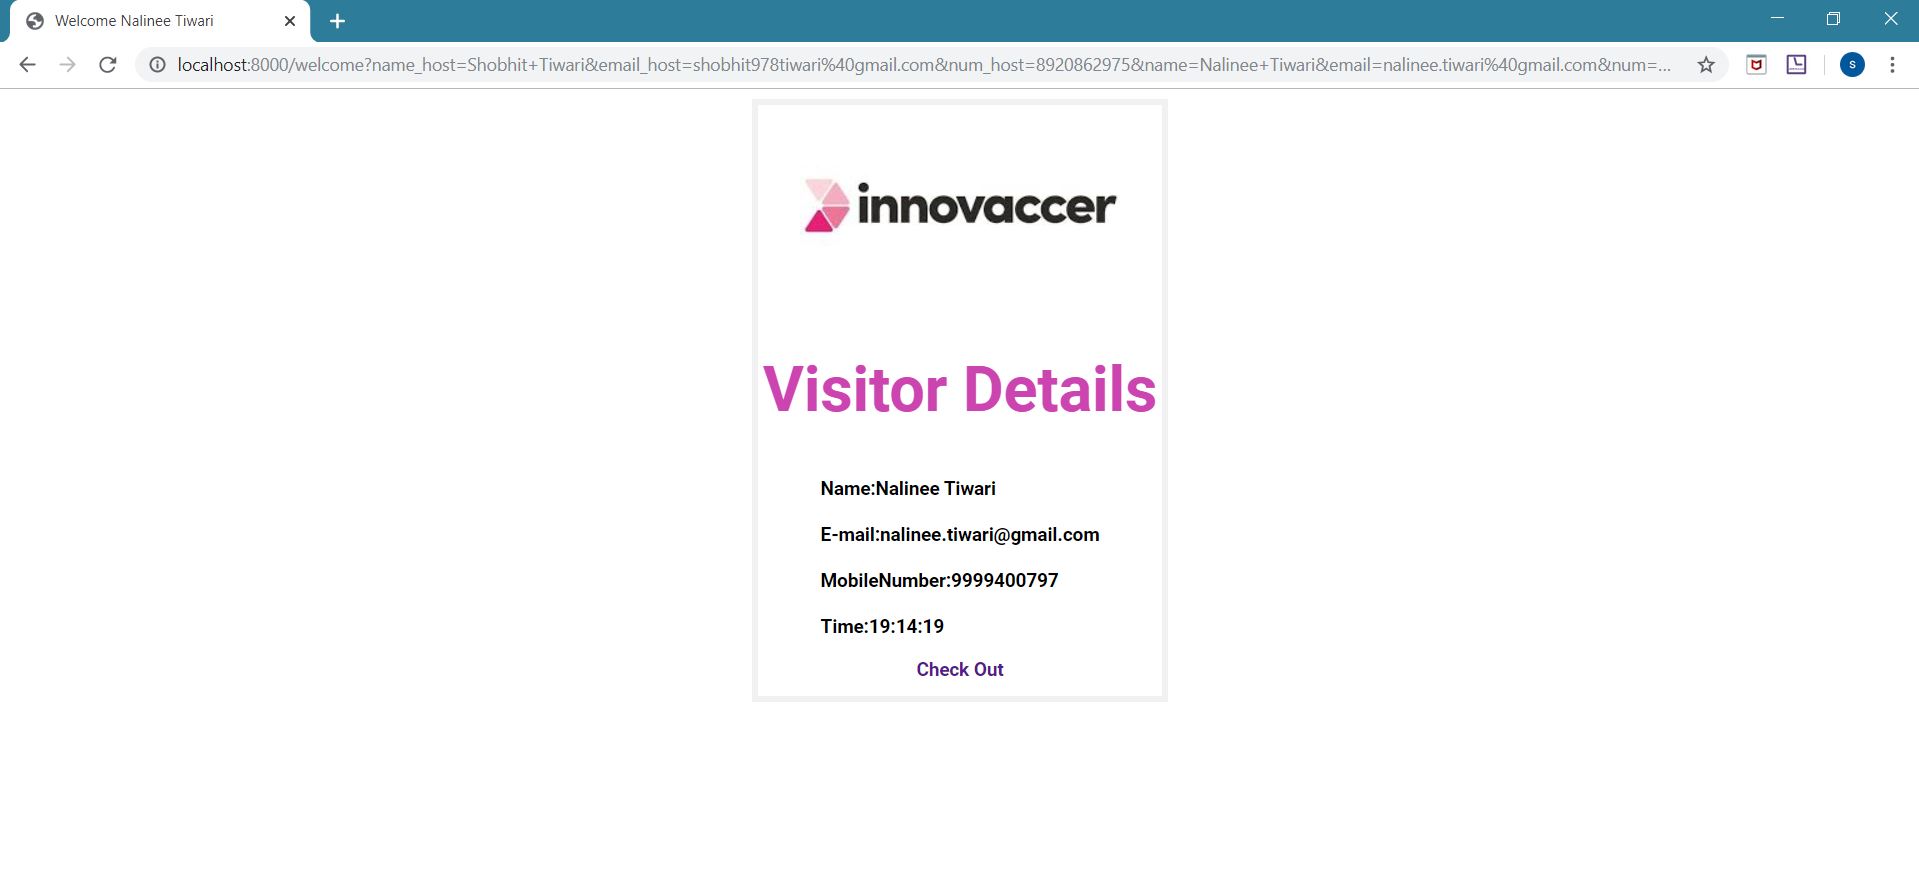 Welcome Nalinee Tiwari
localhost:8000/welcome?name_host=Shobhit+Tiwari&email_host=shobhit978tiwari%40gmail.com&num_host=8920862975&name=Nalinee+Tiwari&email=nalinee.tiwari%40gmail.com&num=...
S
innovaccer
Visitor Details
Name:Nalinee Tiwari
E-mail:nalinee.tiwari@gmail.com
MobileNumber:9999400797
Time:19:14:19
Check Out